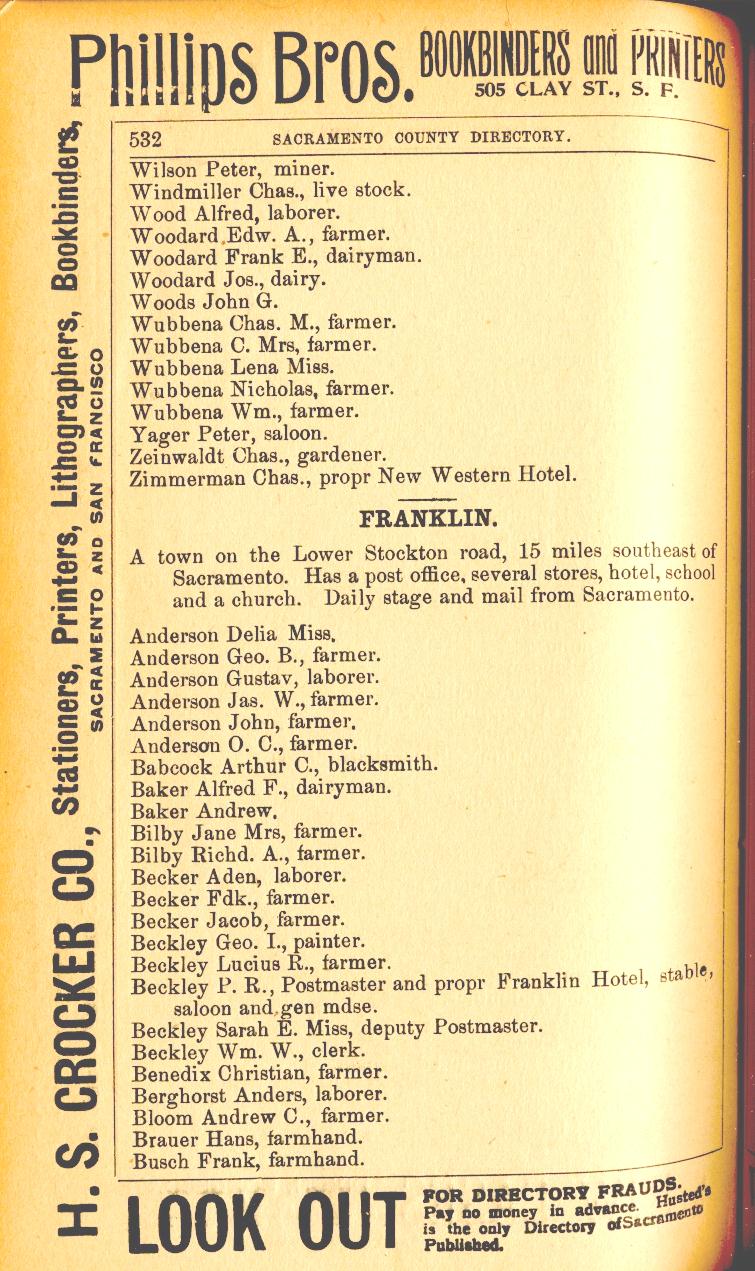 Phillips Bros. BOOKBINDERS and PRINTERS
505 CLAY ST., S. F.
H. S. CROCKER CO., Stationers, Printers, Lithographers, Bookbinders,
SACRAMENTO AND SAN FRANCISCO
532 SACRAMENTO COUNTY DIRECTORY.
Wilson Peter, miner.
Windmiller Chas., live stock.
Wood Alfred, laborer.
Woodard Edw. A., farmer.
Woodard Frank E., dairyman.
Woodard Jos., dairy.
Woods John G.
Wubbena Chas. M., farmer.
Wubbena C. Mrs, farmer.
Wubbena Lena Miss.
Wubbena Nicholas, farmer.
Wubbena Wm., farmer.
Yager Peter, saloon.
Zeinwaldt Chas., gardener.
Zimmerman Chas., propr New Western Hotel.
FRANKLIN.
A town on the Lower Stockton road, 15 miles southeast of
Sacramento. Has a post office, several stores, hotel, school
and a church. Daily stage and mail from Sacramento.
Anderson Delia Miss.
Anderson Geo. B., farmer.
Anderson Gustav, laborer.
Anderson Jas. W., farmer.
Anderson John, farmer.
Anderson O. C., farmer.
Babcock Arthur C., blacksmith.
Baker Alfred F., dairyman.
Baker Andrew.
Bilby Jane Mrs, farmer.
Bilby Richd. A., farmer.
Becker Aden, laborer.
Becker Fdk., farmer.
Becker Jacob, farmer.
Beckley Geo. I., painter.
Beckley Lucius R., farmer.
Beckley P. R., Postmaster and propr Franklin Hotel, stable,
saloon and gen mdse.
Beckley Sarah E. Miss, deputy Postmaster.
Beckley Wm. W., clerk.
Benedix Christian, farmer.
Berghorst Anders, laborer.
Bloom Andrew C., farmer.
Brauer Hans, farmhand.
Busch Frank, farmhand.
LOOK OUT FOR DIRECTORY FRAUDS.
Pay no money in advance. Husted's
is the only Directory of Sacramento
Published.